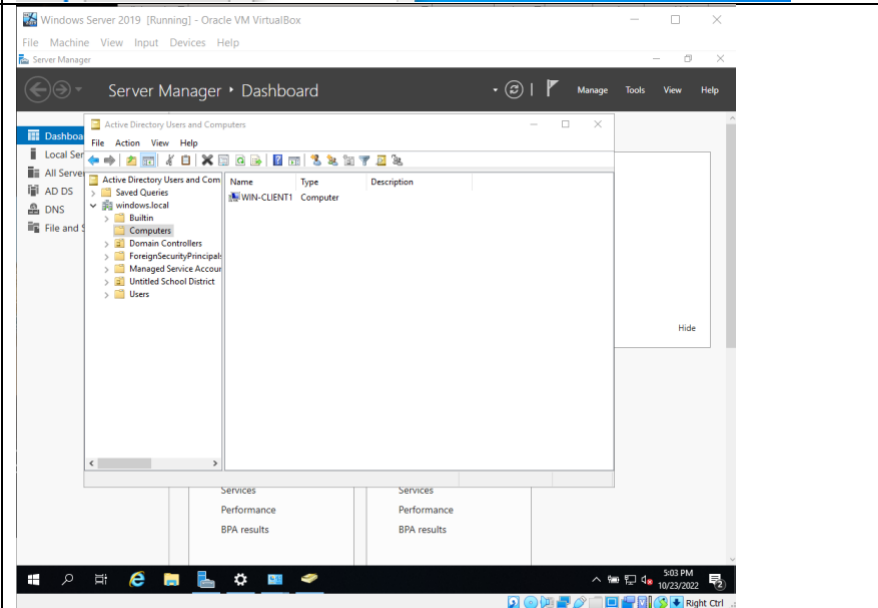 Windows Server 2019 [Running] - Oracle VM VirtualBox
File Machine View Input Devices Help
Server Manager
Server Manager • Dashboard
Manage Tools View Help
Active Directory Users and Computers
File Action View Help
Dashboa
Local Ser
All Server
AD DS
DNS
File and S
Active Directory Users and Com
Saved Queries
windows.local
Builtin
Computers
Domain Controllers
ForeignSecurityPrincipals
Managed Service Accour
Untitled School District
Users
Name Type Description
WIN-CLIENT1 Computer
Hide
Services
Performance
BPA results
Services
Performance
BPA results
5:03 PM
10/23/2022
2
Right Ctrl